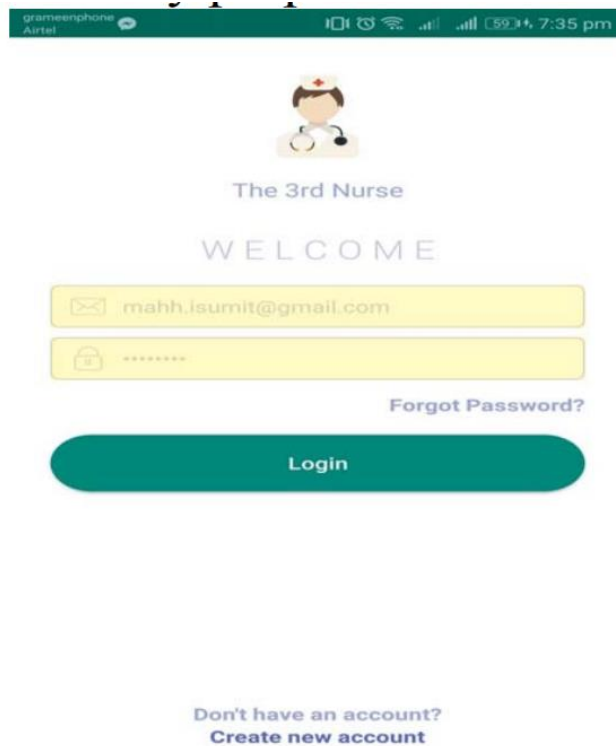 grameenphone
Airtel
59 7:35 pm
The 3rd Nurse
WELCOME
mahh.isumit@gmail.com
••••••••
Forgot Password?
Login
Don't have an account?
Create new account